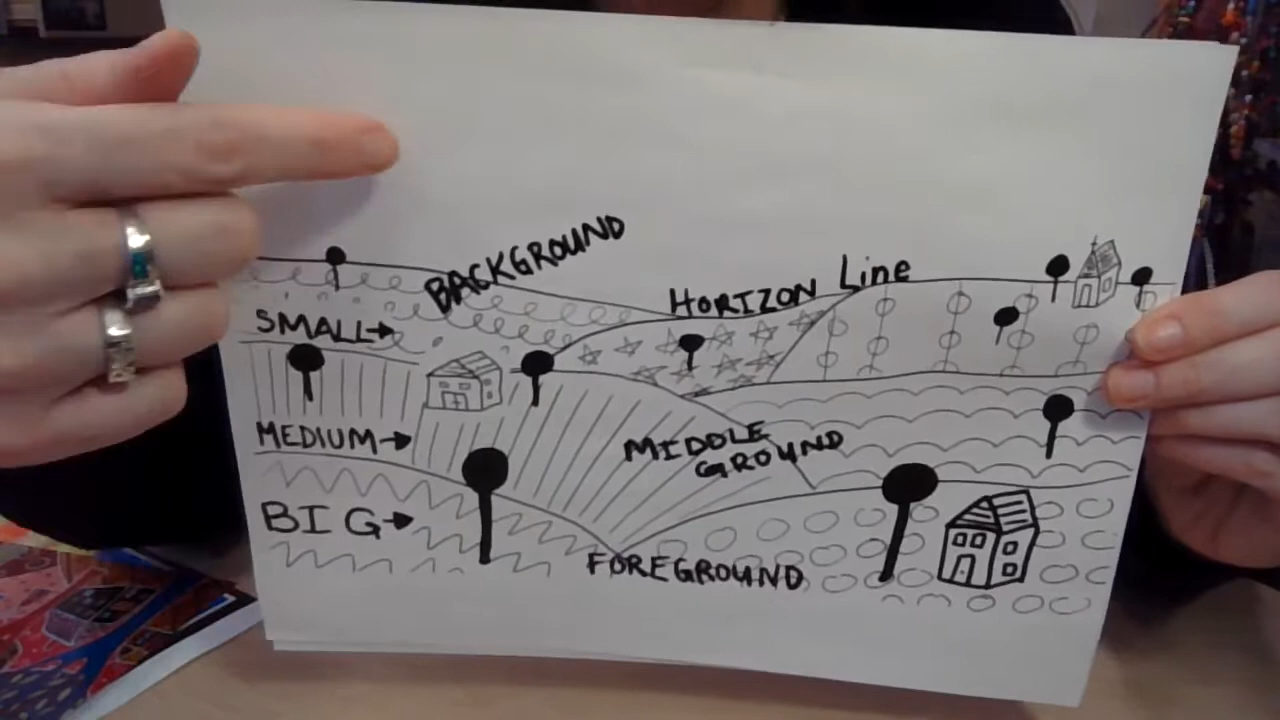 BACKGROUND
HORIZON Line
SMALL
MEDIUM
MIDDLE
GROUND
BIG
FOREGROUND